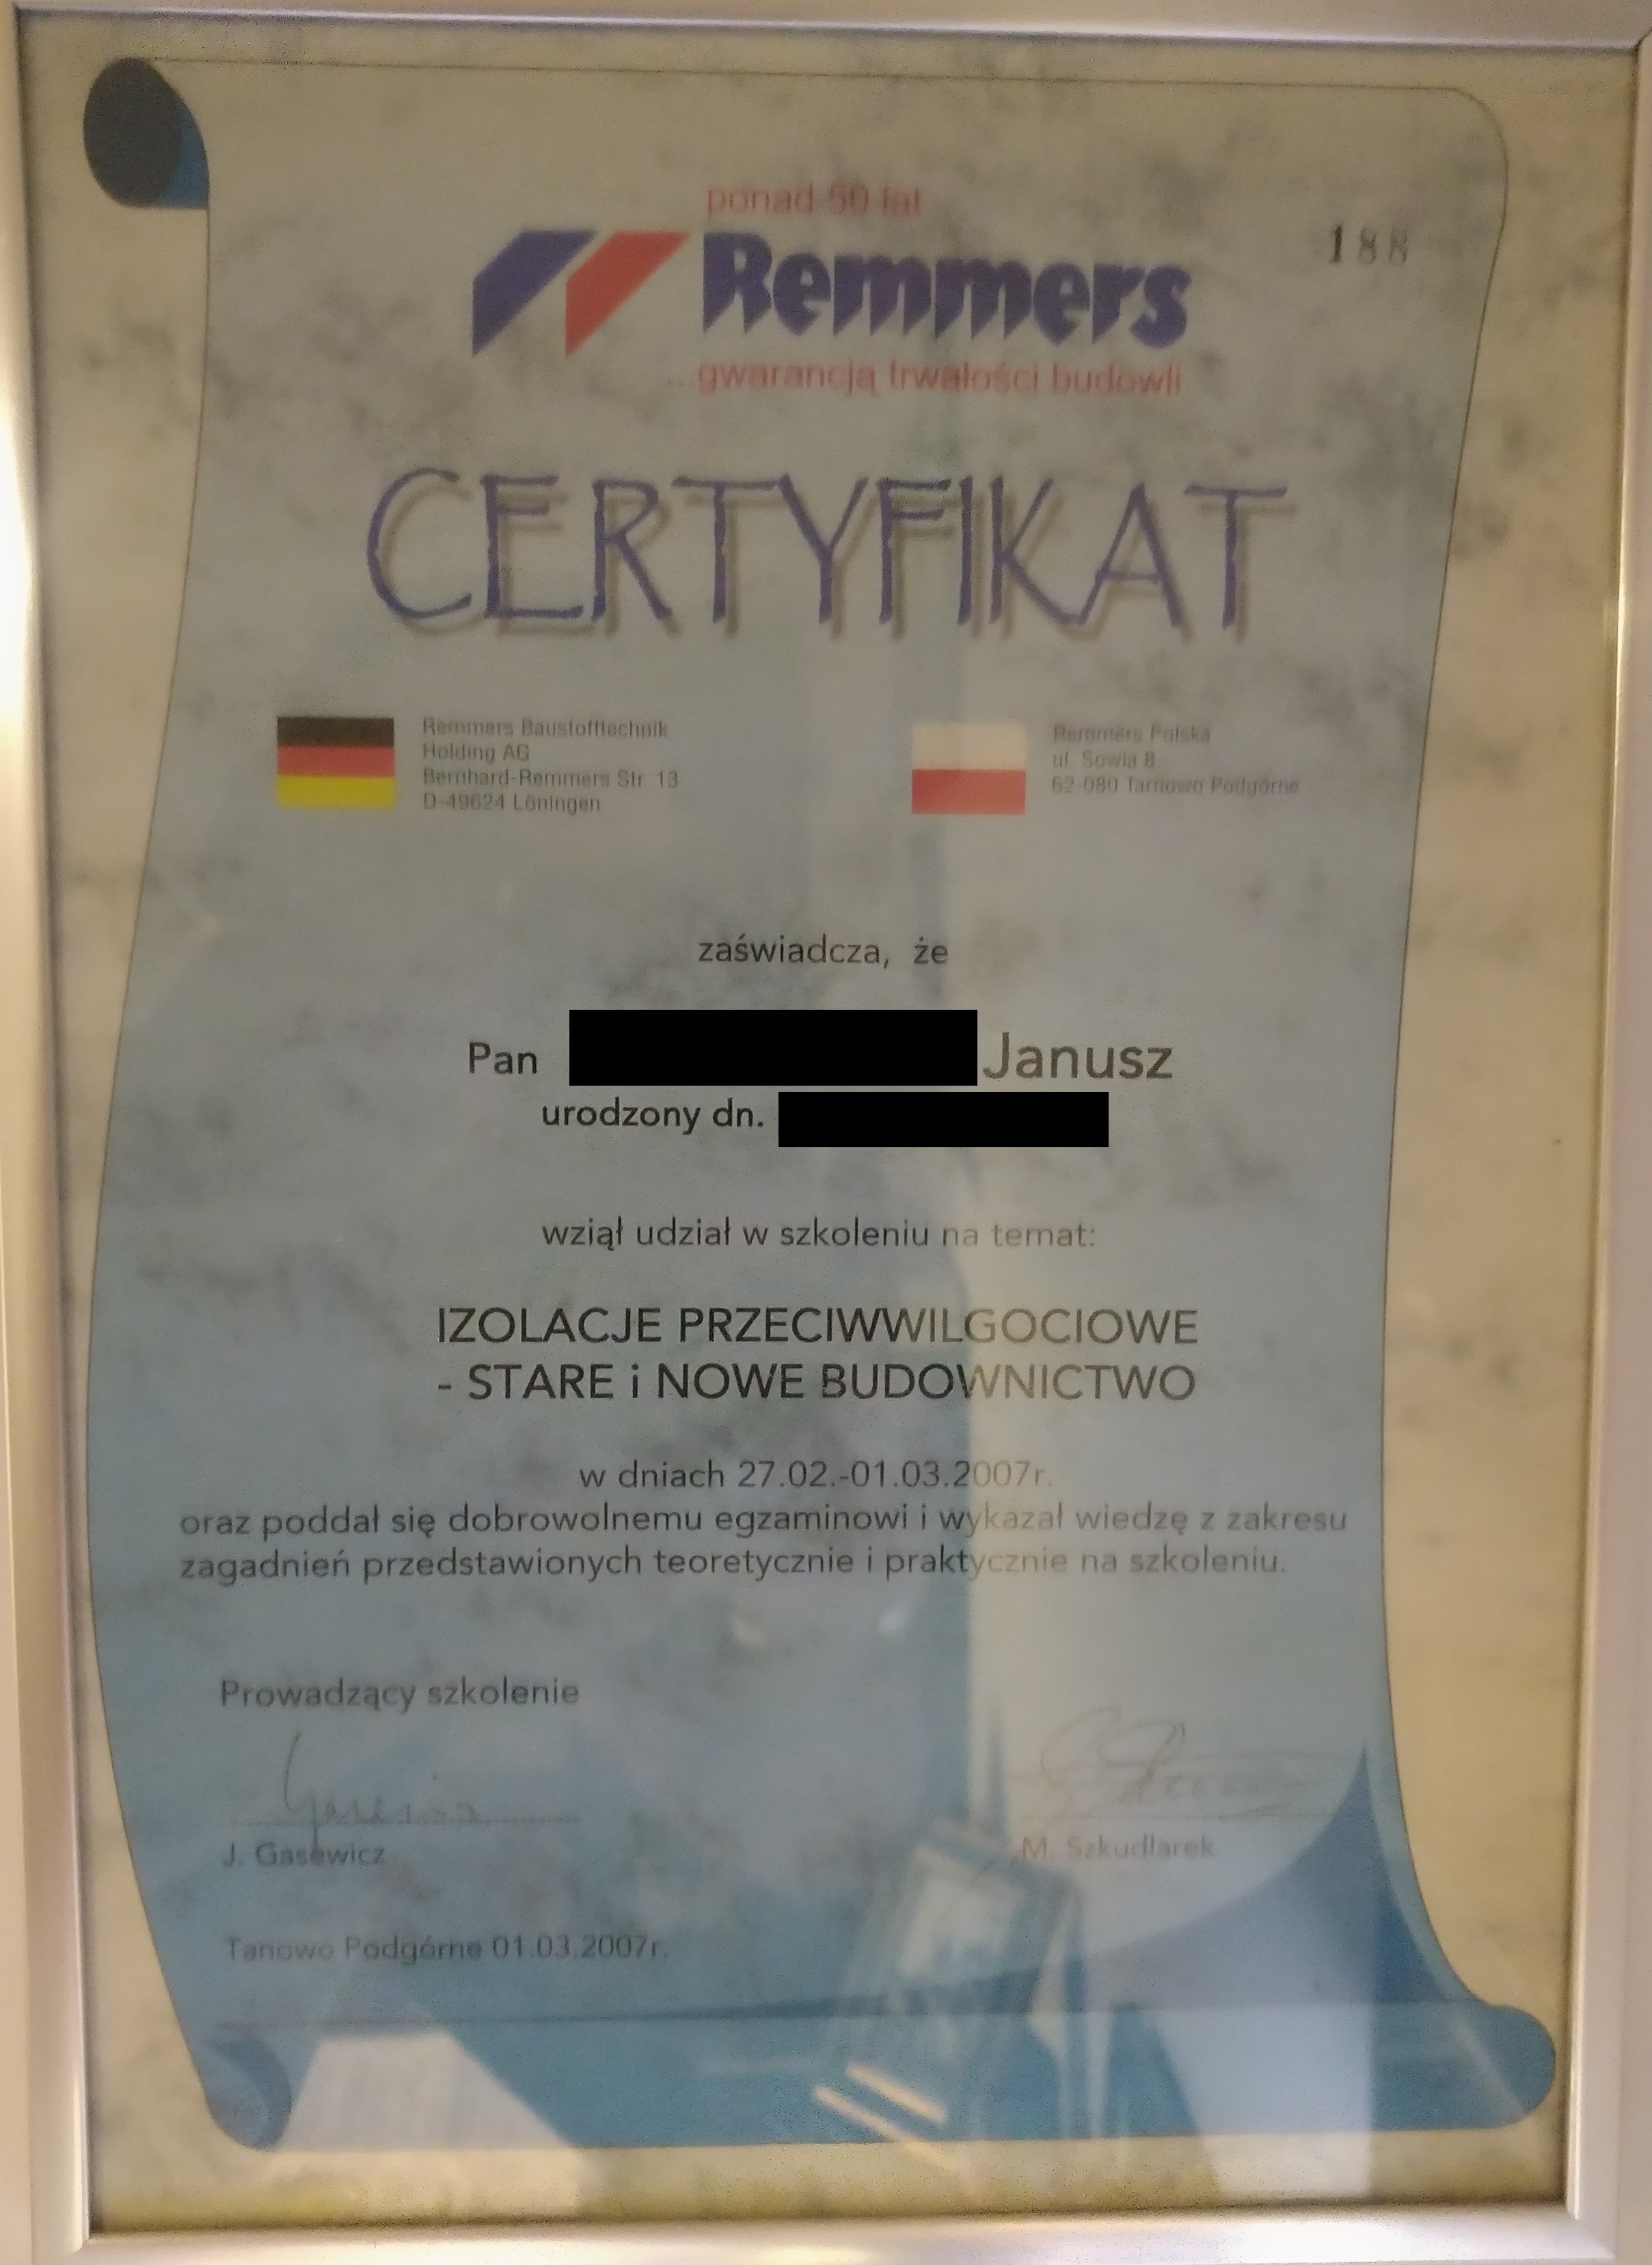 ponad 50 lat
188
Remmers
...gwarancją trwałości budowli
CERTYFIKAT
Remmers Baustofftechnik
Holding AG
Bernhard-Remmers Str. 13
D-49624 Löningen
Remmers Polska
ul. Sowia 8
62-080 Tarnowo Podgórne
zaświadcza, że
Pan Janusz
urodzony dn.
wziął udział w szkoleniu na temat:
IZOLACJE PRZECIWWILGOCIOWE
- STARE i NOWE BUDOWNICTWO
w dniach 27.02.-01.03.2007r.
oraz poddał się dobrowolnemu egzaminowi i wykazał wiedzę z zakresu
zagadnień przedstawionych teoretycznie i praktycznie na szkoleniu.
Prowadzący szkolenie
J. Gasewicz
M. Szkudlarek
Tanowo Podgórne 01.03.2007r.